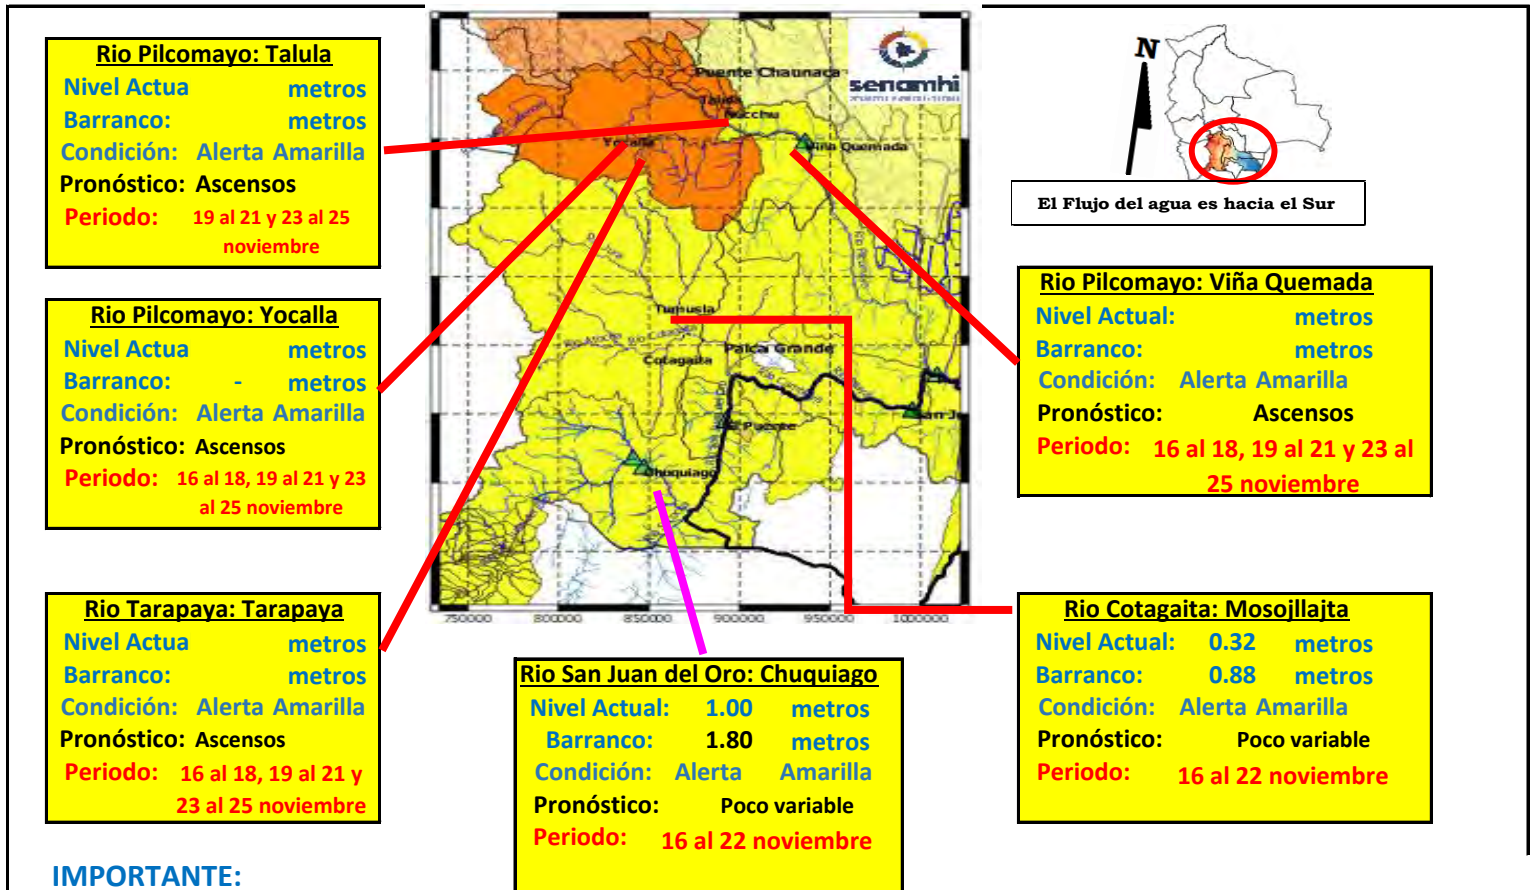 Rio Pilcomayo: Talula
Nivel Actua metros
Barranco: metros
Condición: Alerta Amarilla
Pronóstico: Ascensos
Periodo: 19 al 21 y 23 al 25
noviembre
Rio Pilcomayo: Yocalla
Nivel Actua metros
Barranco: - metros
Condición: Alerta Amarilla
Pronóstico: Ascensos
Periodo: 16 al 18, 19 al 21 y 23
al 25 noviembre
Rio Tarapaya: Tarapaya
Nivel Actua metros
Barranco: metros
Condición: Alerta Amarilla
Pronóstico: Ascensos
Periodo: 16 al 18, 19 al 21 y
23 al 25 noviembre
senamhi
Puente Chaunaca
Talula
Nucchu
Yocalla
Viña Quemada
Tumusla
Cotagaita
Palca Grande
San Ju
El Puente
Chuquiago
750000 800000 850000 900000 950000 1000000
N
El Flujo del agua es hacia el Sur
Rio Pilcomayo: Viña Quemada
Nivel Actual: metros
Barranco: metros
Condición: Alerta Amarilla
Pronóstico: Ascensos
Periodo: 16 al 18, 19 al 21 y 23 al
25 noviembre
Rio San Juan del Oro: Chuquiago
Nivel Actual: 1.00 metros
Barranco: 1.80 metros
Condición: Alerta Amarilla
Pronóstico: Poco variable
Periodo: 16 al 22 noviembre
Rio Cotagaita: Mosojllajta
Nivel Actual: 0.32 metros
Barranco: 0.88 metros
Condición: Alerta Amarilla
Pronóstico: Poco variable
Periodo: 16 al 22 noviembre
IMPORTANTE: